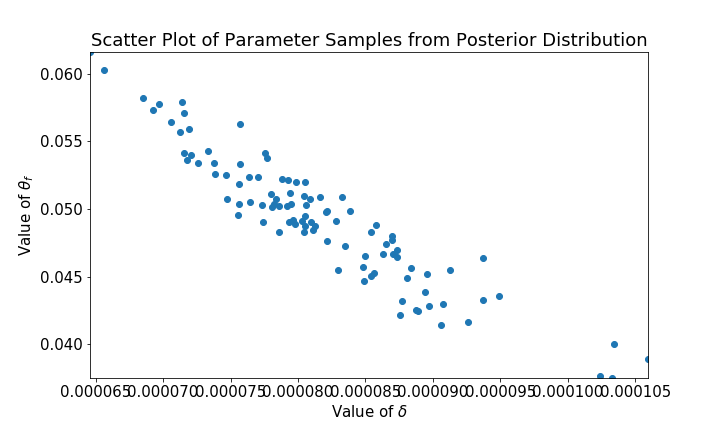 Scatter Plot of Parameter Samples from Posterior Distribution
0.060
0.055
0.050
0.045
0.040
Value of θf
0.000065 0.000070 0.000075 0.000080 0.000085 0.000090 0.000095 0.000100 0.000105
Value of δ